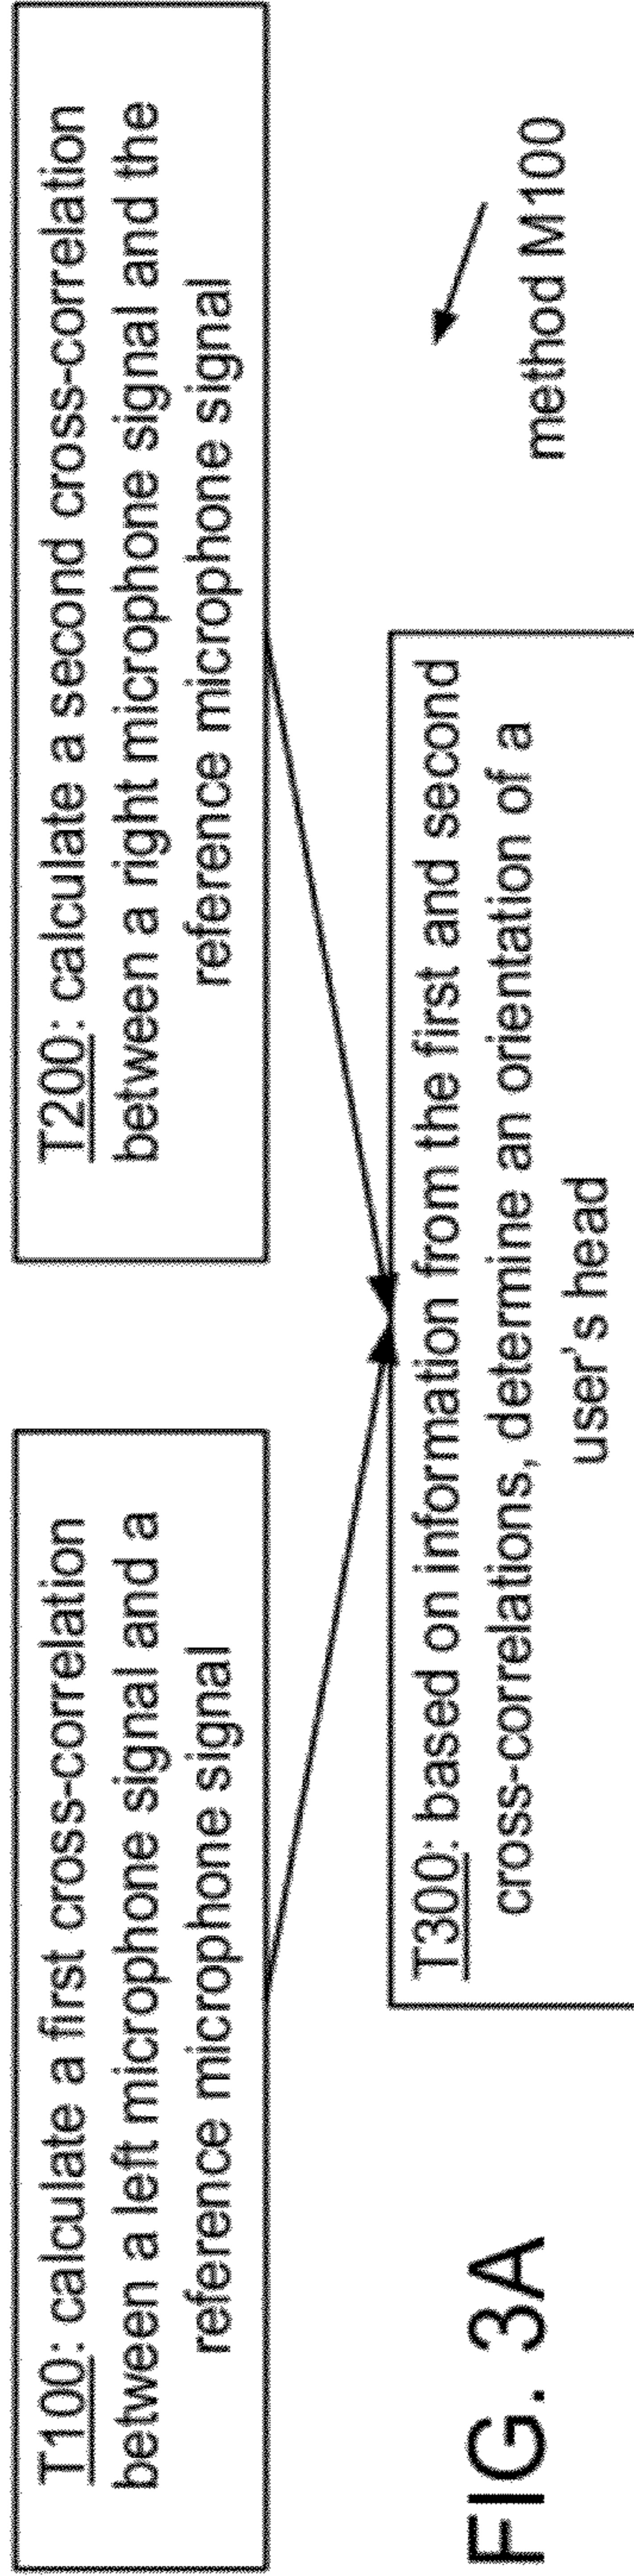 T100: calculate a first cross-correlation
between a left microphone signal and a
reference microphone signal
T200: calculate a second cross-correlation
between a right microphone signal and the
reference microphone signal
T300: based on information from the first and second
cross-correlations, determine an orientation of a
user's head
method M100
FIG. 3A